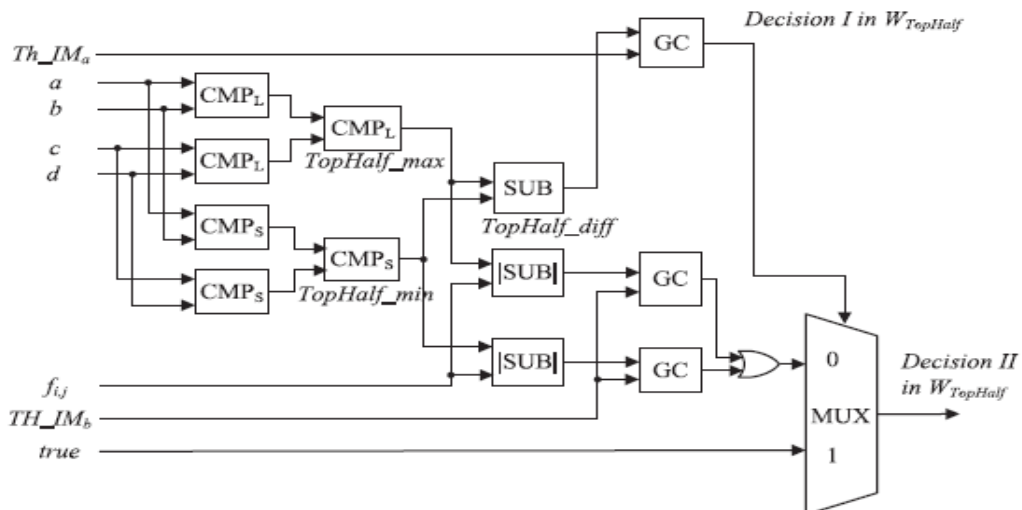 Decision I in W_TopHalf
GC
Th_IM_a
a
b
c
d
CMP_L
CMP_L
CMP_L
TopHalf_max
SUB
TopHalf_diff
CMP_S
CMP_S
CMP_S
TopHalf_min
|SUB|
GC
|SUB|
GC
f_i,j
TH_IM_b
true
0
MUX
1
Decision II
in W_TopHalf